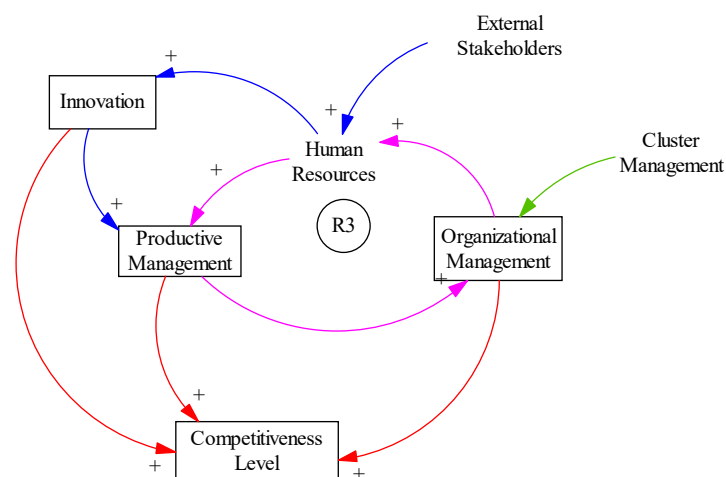 External
Stakeholders
+
Innovation
+
+
Human
Resources
Cluster
Management
+
+
R3
Productive
Management
Organizational
Management
+
+
Competitiveness
Level
+
+